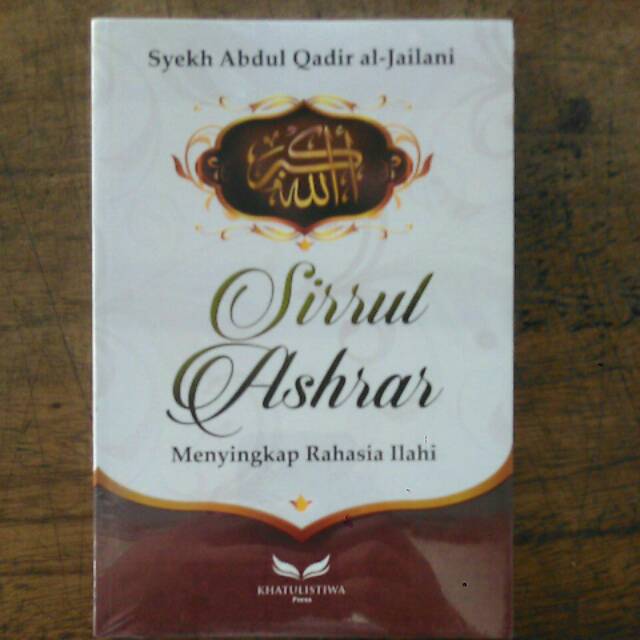 Syekh Abdul Qadir al-Jailani
الله أكبر
Sirrul
Ashrar
Menyingkap Rahasia Ilahi
KHATULISTIWA
Press